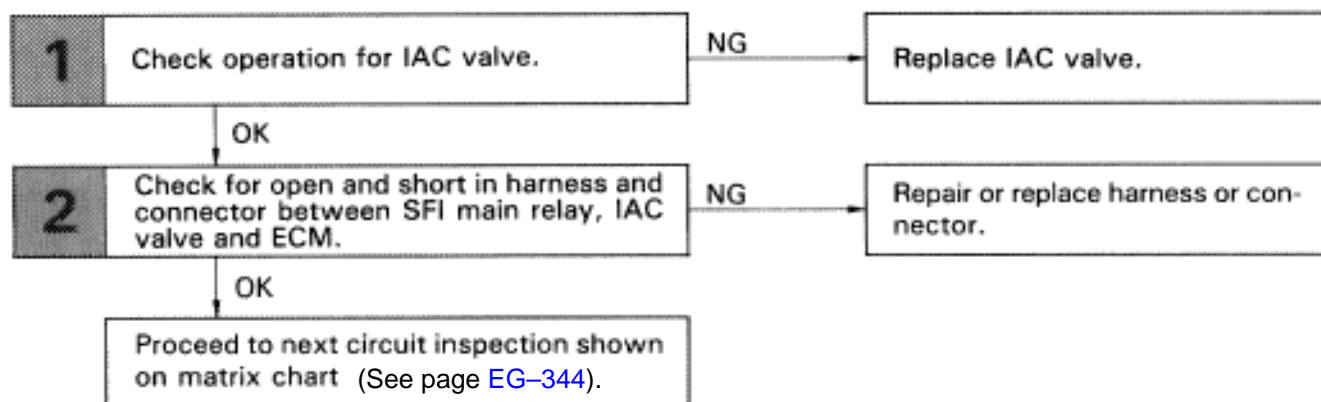 1
Check operation for IAC valve.
NG
Replace IAC valve.
OK
2
Check for open and short in harness and
connector between SFI main relay, IAC
valve and ECM.
NG
Repair or replace harness or con-
nector.
OK
Proceed to next circuit inspection shown
on matrix chart (See page EG–344).